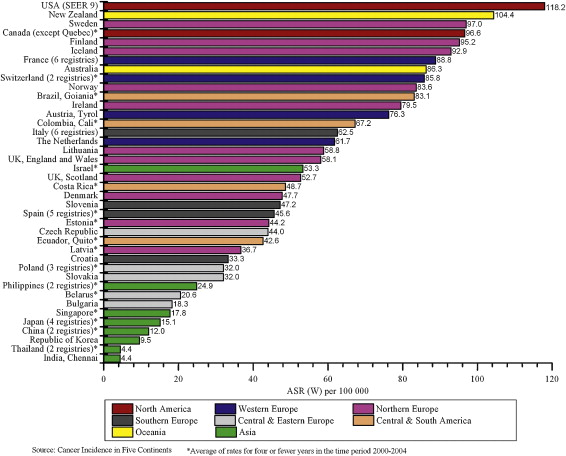 USA (SEER 9) 118.2
New Zealand 104.4
Sweden 97.0
Canada (except Quebec)* 96.6
Finland 95.2
Iceland 92.9
France (6 registries) 88.8
Australia 86.3
Switzerland (2 registries)* 85.8
Norway 83.6
Brazil, Goiania* 83.1
Ireland 79.5
Austria, Tyrol 76.3
Colombia, Cali* 67.2
Italy (6 registries) 62.5
The Netherlands 61.7
Lithuania 58.8
UK, England and Wales 58.1
Israel* 53.3
UK, Scotland 52.7
Costa Rica* 48.7
Denmark 47.7
Slovenia 47.2
Spain (5 registries)* 45.6
Estonia* 44.2
Czech Republic 44.0
Ecuador, Quito* 42.6
Latvia* 36.7
Croatia 33.3
Poland (3 registries)* 32.0
Slovakia 32.0
Philippines (2 registries)* 24.9
Belarus* 20.6
Bulgaria 18.3
Singapore* 17.8
Japan (4 registries)* 15.1
China (2 registries)* 12.0
Republic of Korea 9.5
Thailand (2 registries)* 4.4
India, Chennai 4.4
0 20 40 60 80 100 120
ASR (W) per 100 000
North America Western Europe Northern Europe
Southern Europe Central & Eastern Europe Central & South America
Oceania Asia
Source: Cancer Incidence in Five Continents *Average of rates for four or fewer years in the time period 2000-2004